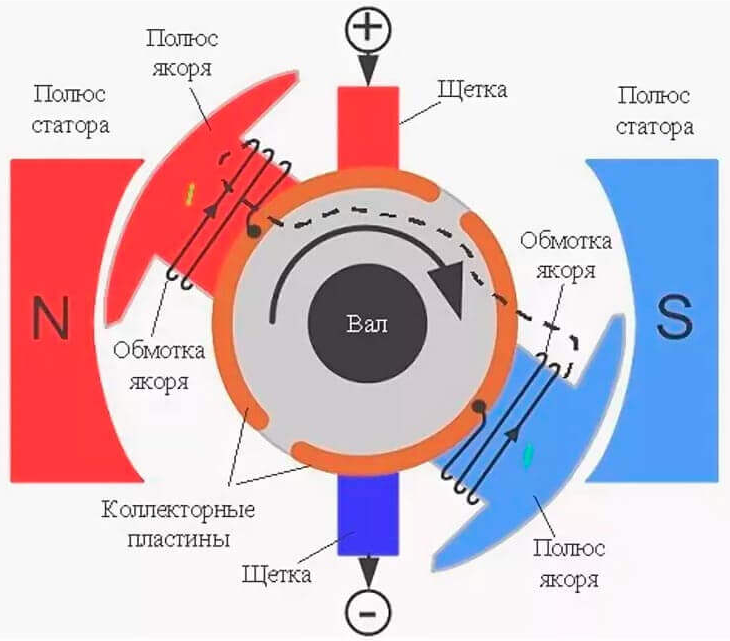 +
Полюс
якоря
Щетка
Полюс
статора
Полюс
статора
Обмотка
якоря
N
Вал
S
Обмотка
якоря
Коллекторные
пластины
Щетка
Полюс
якоря
-